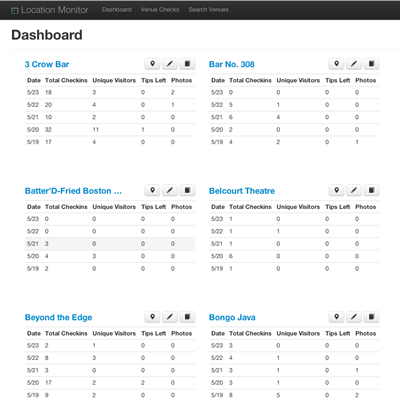 Location Monitor Dashboard Venue Checks Search Venues
Dashboard
3 Crow Bar
Date Total Checkins Unique Visitors Tips Left Photos
5/23 18 3 0 2
5/22 20 4 0 1
5/21 10 2 0 0
5/20 32 11 1 0
5/19 17 4 0 0
Bar No. 308
Date Total Checkins Unique Visitors Tips Left Photos
5/23 0 0 0 0
5/22 5 1 0 0
5/21 6 4 0 0
5/20 2 0 0 0
5/19 4 2 0 1
Batter'D-Fried Boston ...
Date Total Checkins Unique Visitors Tips Left Photos
5/23 0 0 0 0
5/22 0 0 0 0
5/21 3 0 0 0
5/20 4 3 0 0
5/19 2 0 0 0
Belcourt Theatre
Date Total Checkins Unique Visitors Tips Left Photos
5/23 1 0 0 0
5/22 1 1 0 0
5/21 1 0 0 0
5/20 6 0 0 0
5/19 1 0 0 0
Beyond the Edge
Date Total Checkins Unique Visitors Tips Left Photos
5/23 2 1 0 0
5/22 8 3 0 0
5/21 3 0 0 0
5/20 17 2 2 0
5/19 9 2 0 0
Bongo Java
Date Total Checkins Unique Visitors Tips Left Photos
5/23 3 0 0 0
5/22 4 1 0 0
5/21 3 1 0 1
5/20 3 1 0 0
5/19 8 5 0 2